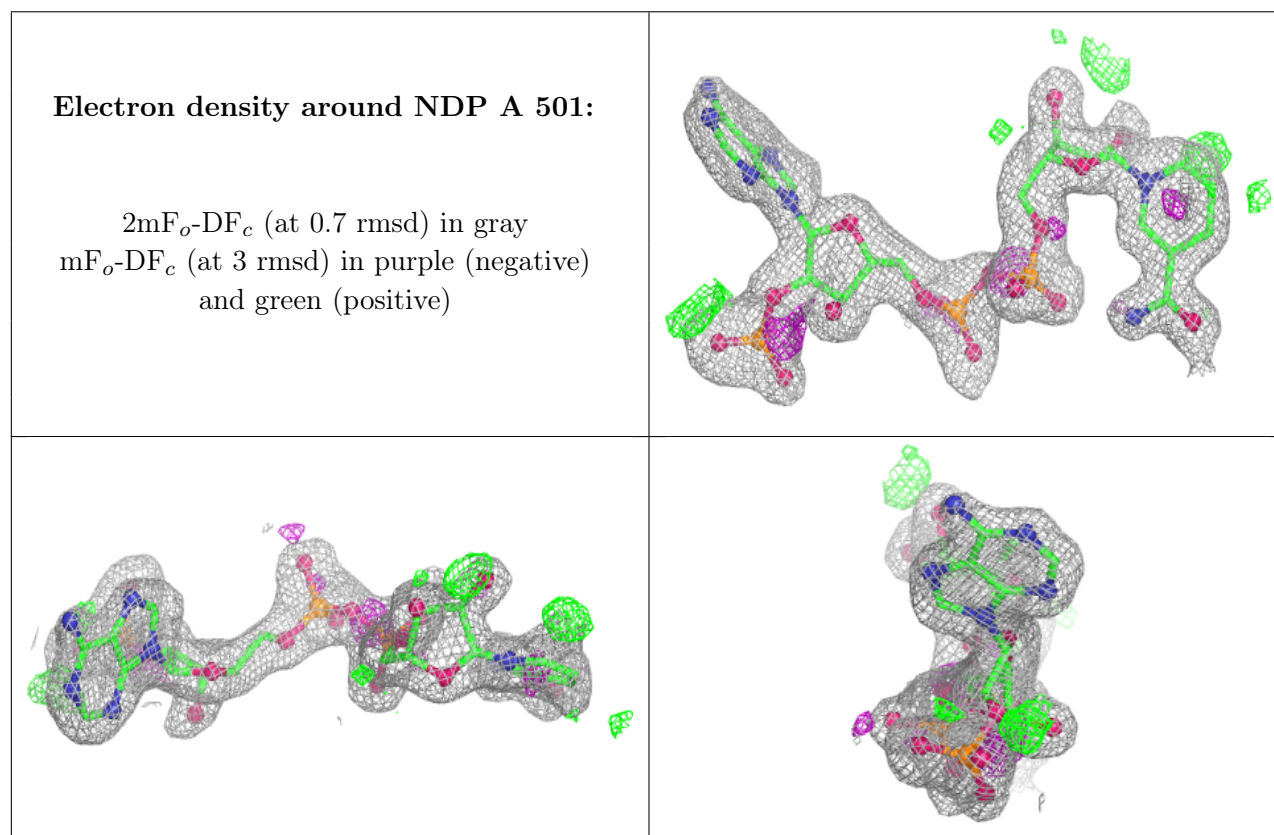 Electron density around NDP A 501:
2mFo-DFc (at 0.7 rmsd) in gray
mFo-DFc (at 3 rmsd) in purple (negative)
and green (positive)